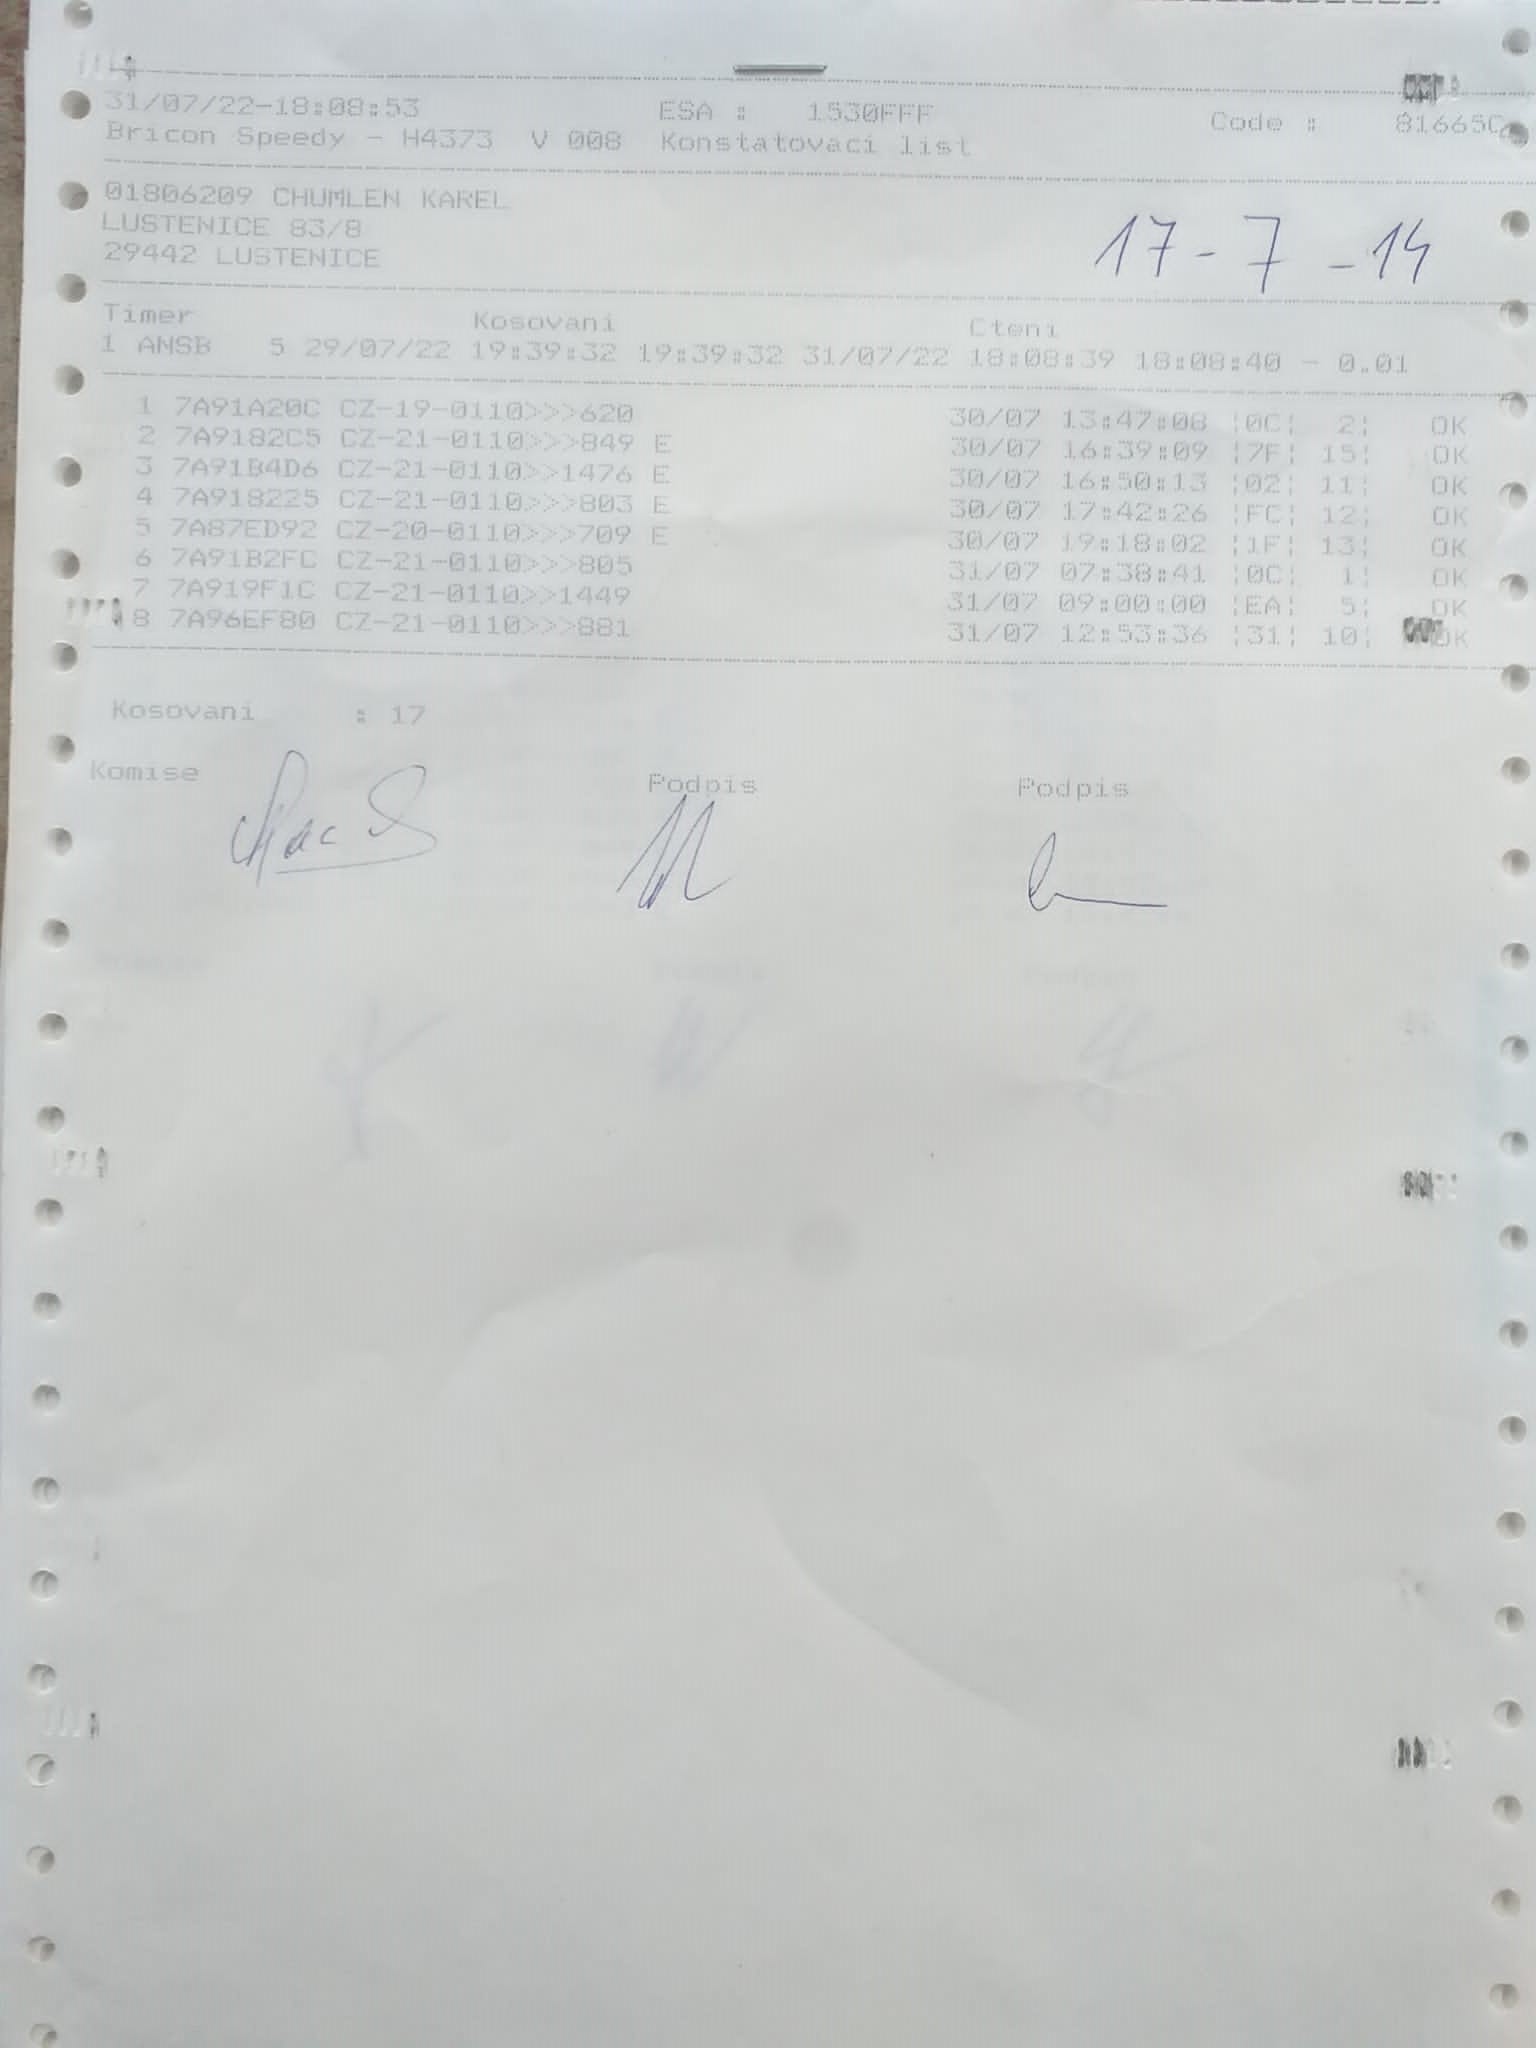 31/07/22-18:08:53 ESA : 1530FFF Code : 81665C
Bricon Speedy - H4373 V 008 Konstatovaci list
01806209 CHUMLEN KAREL
LUSTENICE 83/8
29442 LUSTENICE
17-7-14
Timer Kosovani Cteni
1 ANSB 5 29/07/22 19:39:32 19:39:32 31/07/22 18:08:39 18:08:40 - 0.01
1 7A91A20C CZ-19-0110>>>620 30/07 13:47:08 ¦0C¦ 2¦ OK
2 7A9182C5 CZ-21-0110>>>849 E 30/07 16:39:09 ¦7F¦ 15¦ OK
3 7A91B4D6 CZ-21-0110>>1476 E 30/07 16:50:13 ¦02¦ 11¦ OK
4 7A918225 CZ-21-0110>>>803 E 30/07 17:42:26 ¦FC¦ 12¦ OK
5 7A87ED92 CZ-20-0110>>>709 E 30/07 19:18:02 ¦1F¦ 13¦ OK
6 7A91B2FC CZ-21-0110>>>805 31/07 07:38:41 ¦0C¦ 1¦ OK
7 7A919F1C CZ-21-0110>>1449 31/07 09:00:00 ¦EA¦ 5¦ OK
8 7A96EF80 CZ-21-0110>>>881 31/07 12:53:36 ¦31¦ 10¦ OK
Kosovani : 17
Komise Podpis Podpis